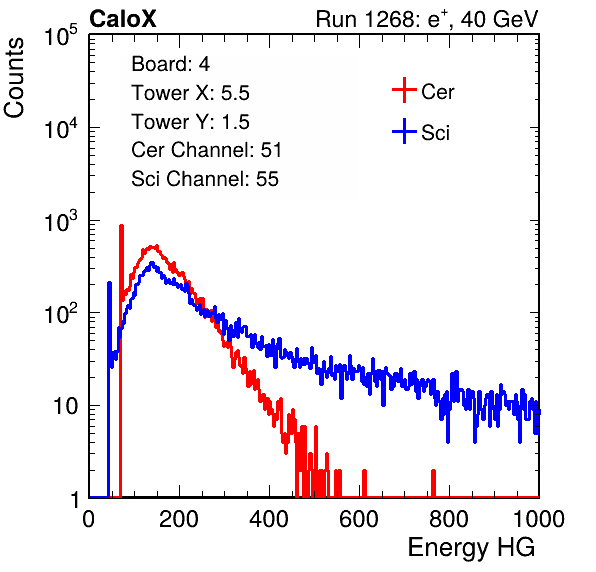 CaloX Run 1268: e⁺, 40 GeV
Counts
Board: 4
Tower X: 5.5
Tower Y: 1.5
Cer Channel: 51
Sci Channel: 55
Cer
Sci
10⁵
10⁴
10³
10²
10
1
0 200 400 600 800 1000
Energy HG